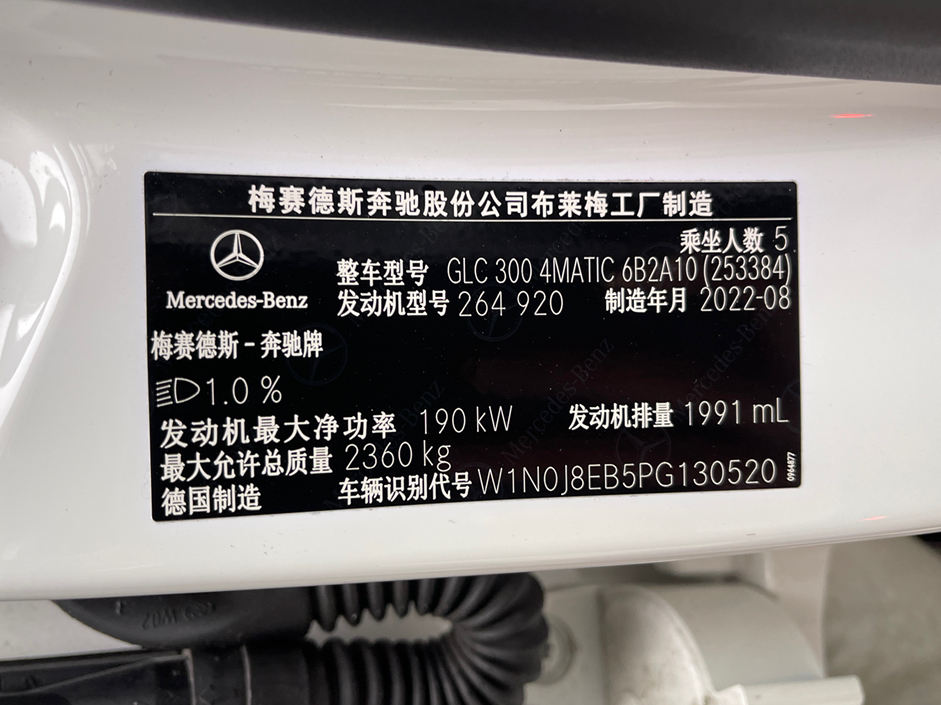 梅赛德斯奔驰股份公司布莱梅工厂制造
乘坐人数 5
Mercedes-Benz
整车型号 GLC 300 4MATIC 6B2A10 (253384)
发动机型号 264 920 制造年月 2022-08
梅赛德斯－奔驰牌
1.0 %
发动机最大净功率 190 kW 发动机排量 1991 mL
最大允许总质量 2360 kg
德国制造 车辆识别代号 W1N0J8EB5PG130520
0964877